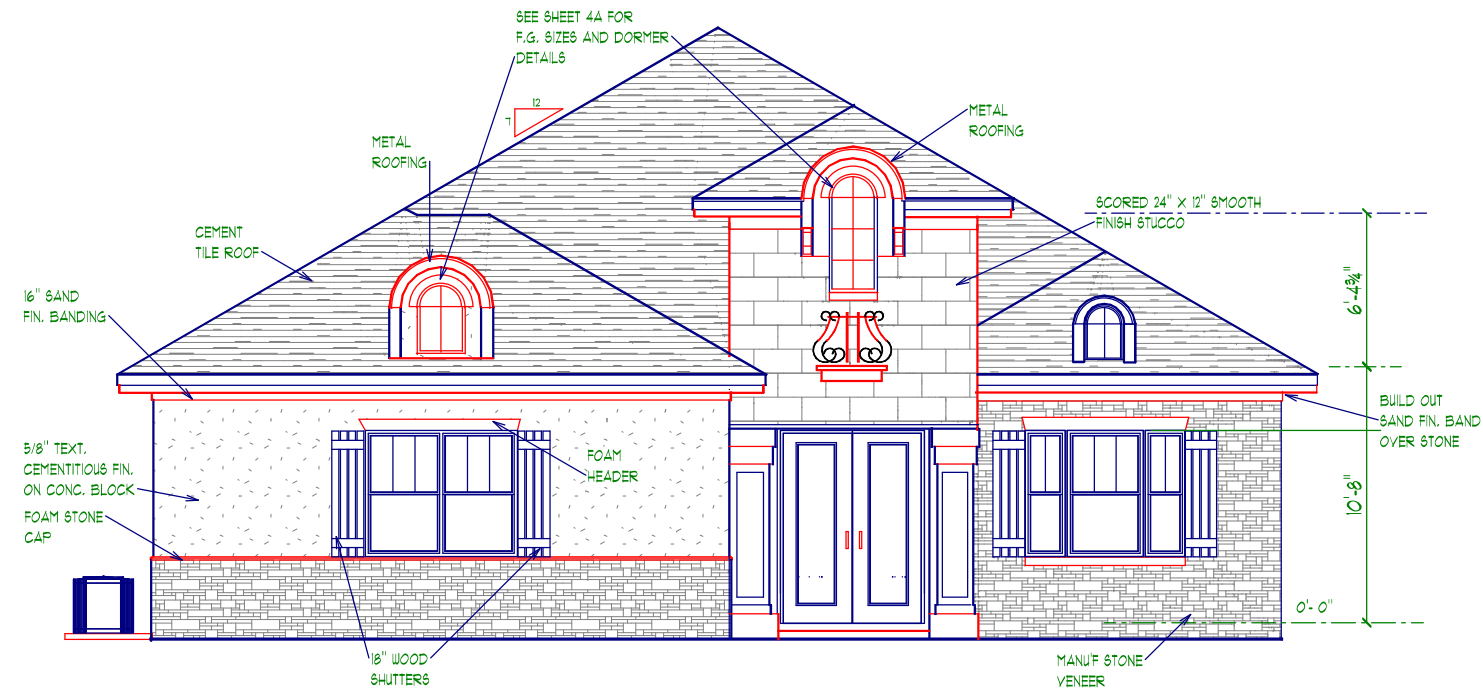 SEE SHEET 4A FOR
F.G. SIZES AND DORMER
DETAILS
12
7
METAL
ROOFING
METAL
ROOFING
SCORED 24" X 12" SMOOTH
FINISH STUCCO
CEMENT
TILE ROOF
6'-4¾"
16" SAND
FIN. BANDING
BUILD OUT
SAND FIN. BAND
OVER STONE
5/8" TEXT.
CEMENTITIOUS FIN.
ON CONC. BLOCK
FOAM
HEADER
10'-8"
FOAM STONE
CAP
0'- 0"
18" WOOD
SHUTTERS
MANU'F STONE
VENEER